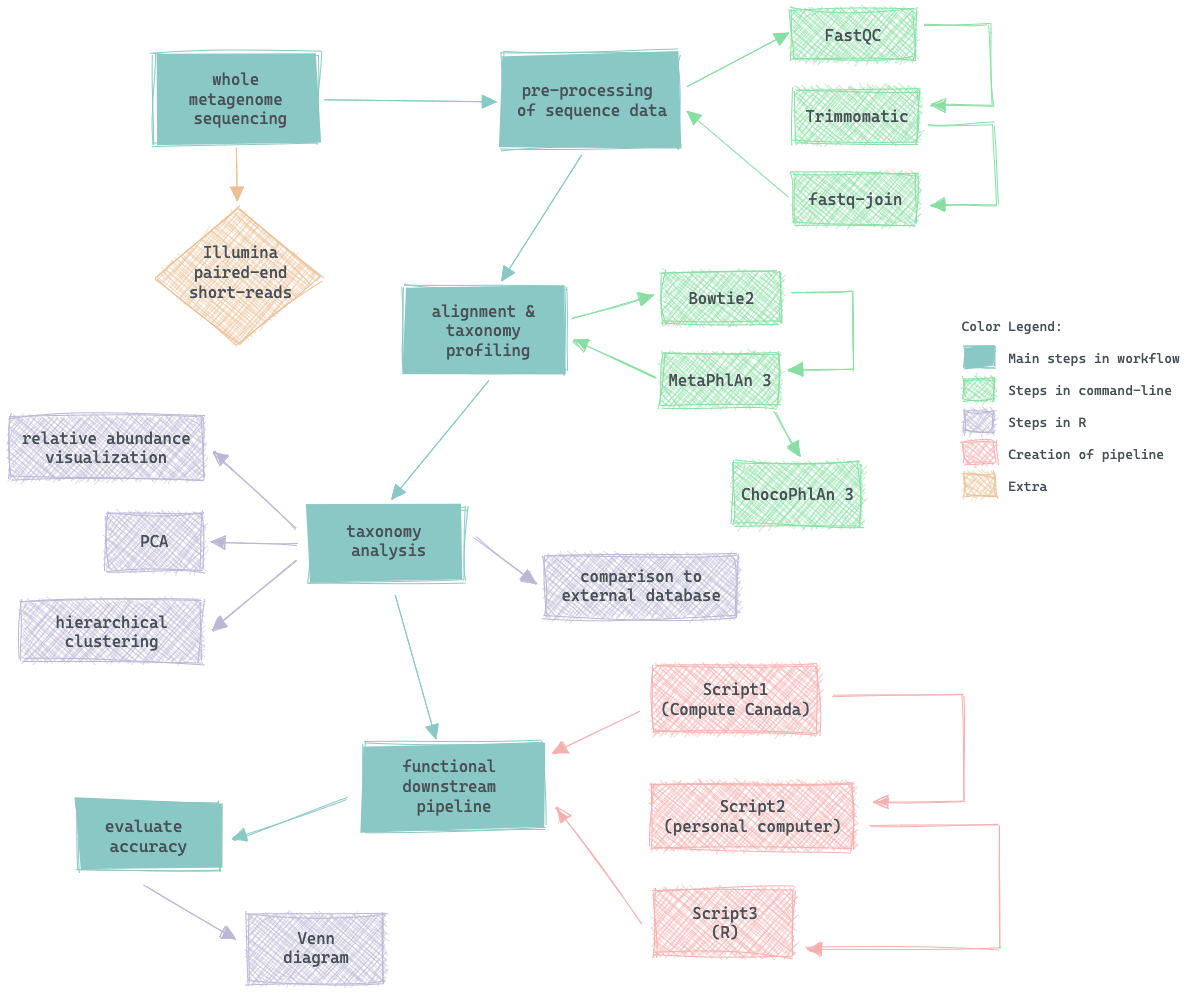 whole
metagenome
sequencing
pre-processing
of sequence data
FastQC
Trimmomatic
fastq-join
Illumina
paired-end
short-reads
alignment &
taxonomy
profiling
Bowtie2
MetaPhlAn 3
ChocoPhlAn 3
Color Legend:
Main steps in workflow
Steps in command-line
Steps in R
Creation of pipeline
Extra
relative abundance
visualization
PCA
hierarchical
clustering
taxonomy
analysis
comparison to
external database
Script1
(Compute Canada)
functional
downstream
pipeline
Script2
(personal computer)
evaluate
accuracy
Script3
(R)
Venn
diagram